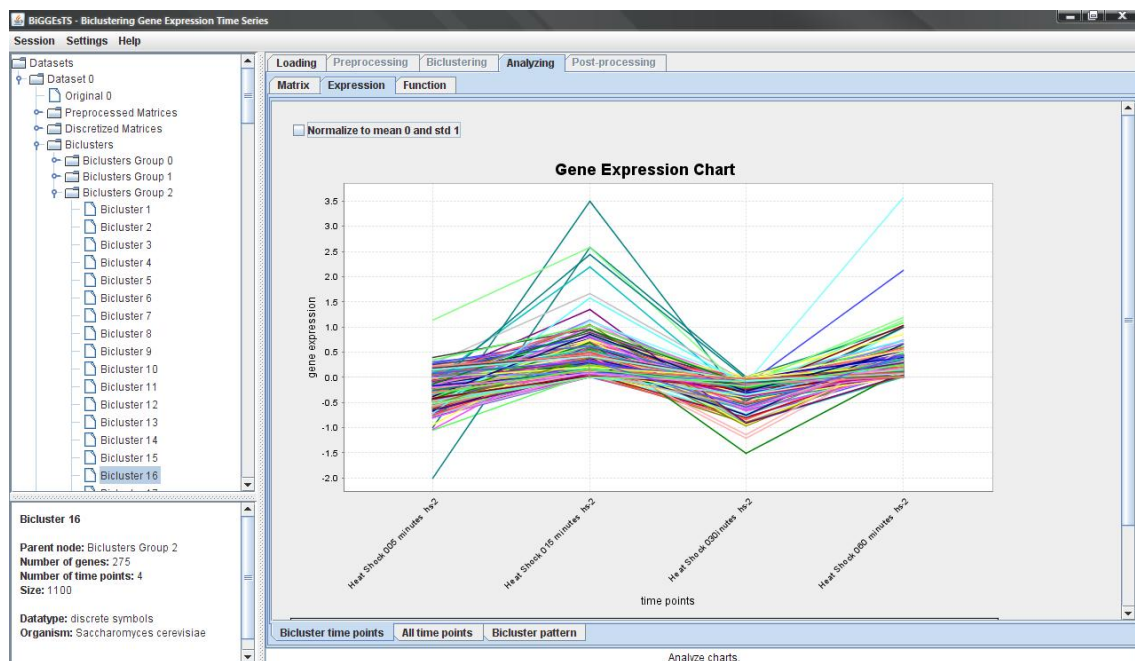 BiGGEsTS - Biclustering Gene Expression Time Series
Session Settings Help
Datasets
Dataset 0
Original 0
Preprocessed Matrices
Discretized Matrices
Biclusters
Biclusters Group 0
Biclusters Group 1
Biclusters Group 2
Bicluster 1
Bicluster 2
Bicluster 3
Bicluster 4
Bicluster 5
Bicluster 6
Bicluster 7
Bicluster 8
Bicluster 9
Bicluster 10
Bicluster 11
Bicluster 12
Bicluster 13
Bicluster 14
Bicluster 15
Bicluster 16
Bicluster 16
Parent node: Biclusters Group 2
Number of genes: 275
Number of time points: 4
Size: 1100
Datatype: discrete symbols
Organism: Saccharomyces cerevisiae
Loading Preprocessing Biclustering Analyzing Post-processing
Matrix Expression Function
Normalize to mean 0 and std 1
Gene Expression Chart
gene expression
3.5
3.0
2.5
2.0
1.5
1.0
0.5
0.0
-0.5
-1.0
-1.5
-2.0
Heat Shock 005 minutes hs-2
Heat Shock 015 minutes hs-2
Heat Shock 030inutes hs-2
Heat Shock 060 minutes hs-2
time points
Bicluster time points All time points Bicluster pattern
Analyze charts.